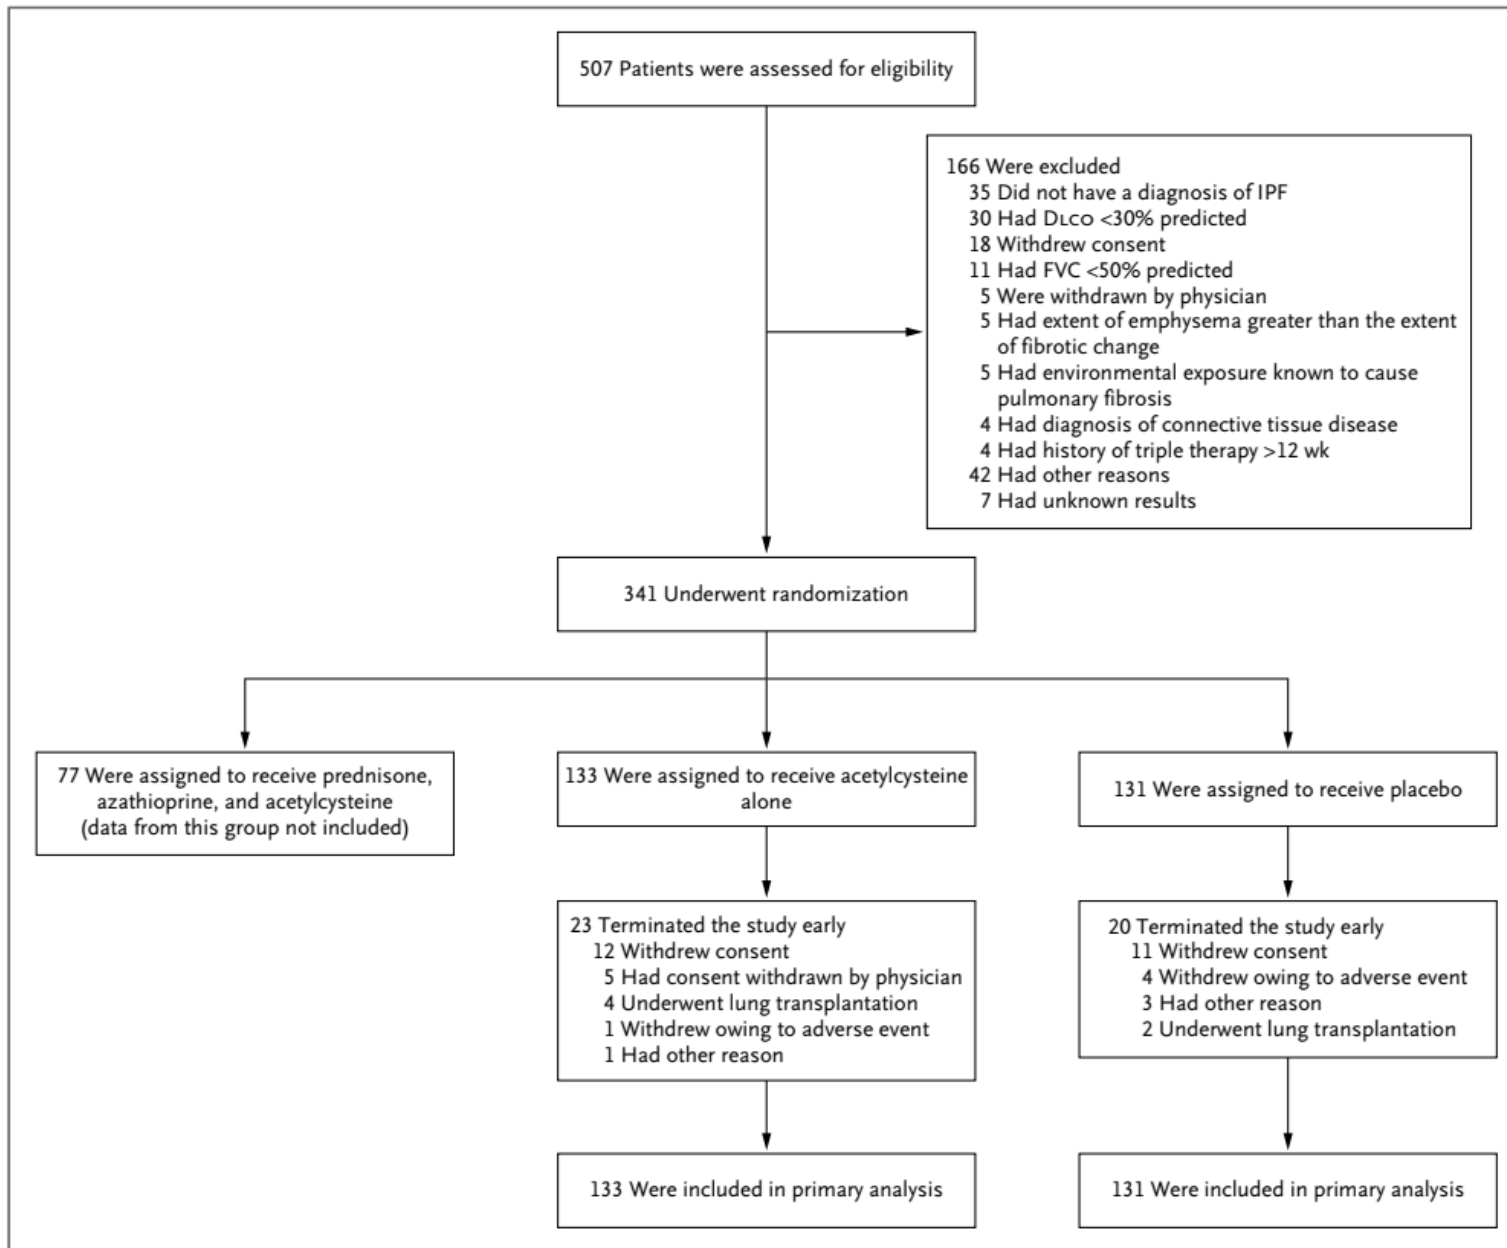 507 Patients were assessed for eligibility
166 Were excluded
35 Did not have a diagnosis of IPF
30 Had DLCO <30% predicted
18 Withdrew consent
11 Had FVC <50% predicted
5 Were withdrawn by physician
5 Had extent of emphysema greater than the extent
of fibrotic change
5 Had environmental exposure known to cause
pulmonary fibrosis
4 Had diagnosis of connective tissue disease
4 Had history of triple therapy >12 wk
42 Had other reasons
7 Had unknown results
341 Underwent randomization
77 Were assigned to receive prednisone,
azathioprine, and acetylcysteine
(data from this group not included)
133 Were assigned to receive acetylcysteine
alone
131 Were assigned to receive placebo
23 Terminated the study early
12 Withdrew consent
5 Had consent withdrawn by physician
4 Underwent lung transplantation
1 Withdrew owing to adverse event
1 Had other reason
20 Terminated the study early
11 Withdrew consent
4 Withdrew owing to adverse event
3 Had other reason
2 Underwent lung transplantation
133 Were included in primary analysis
131 Were included in primary analysis